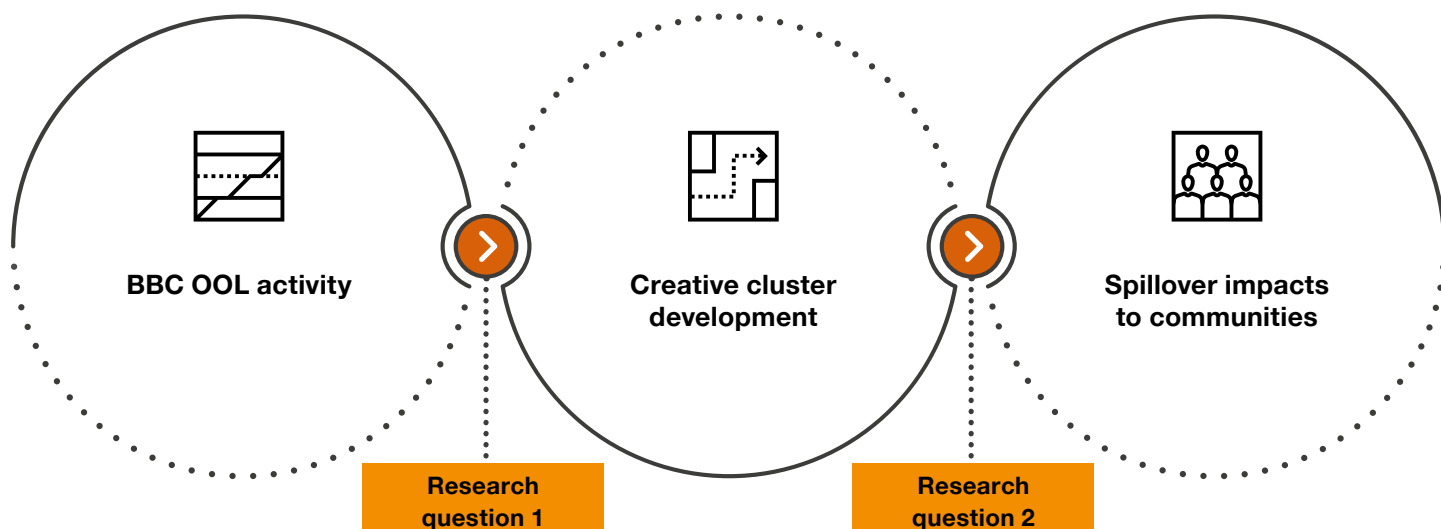 BBC OOL activity
Creative cluster
development
Spillover impacts
to communities
Research
question 1
Research
question 2